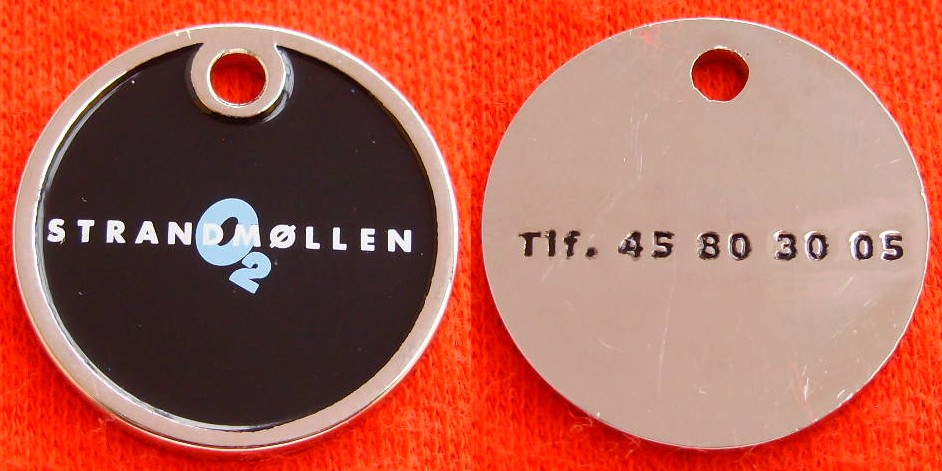 STRANDMØLLEN
O2
Tlf. 45 80 30 05